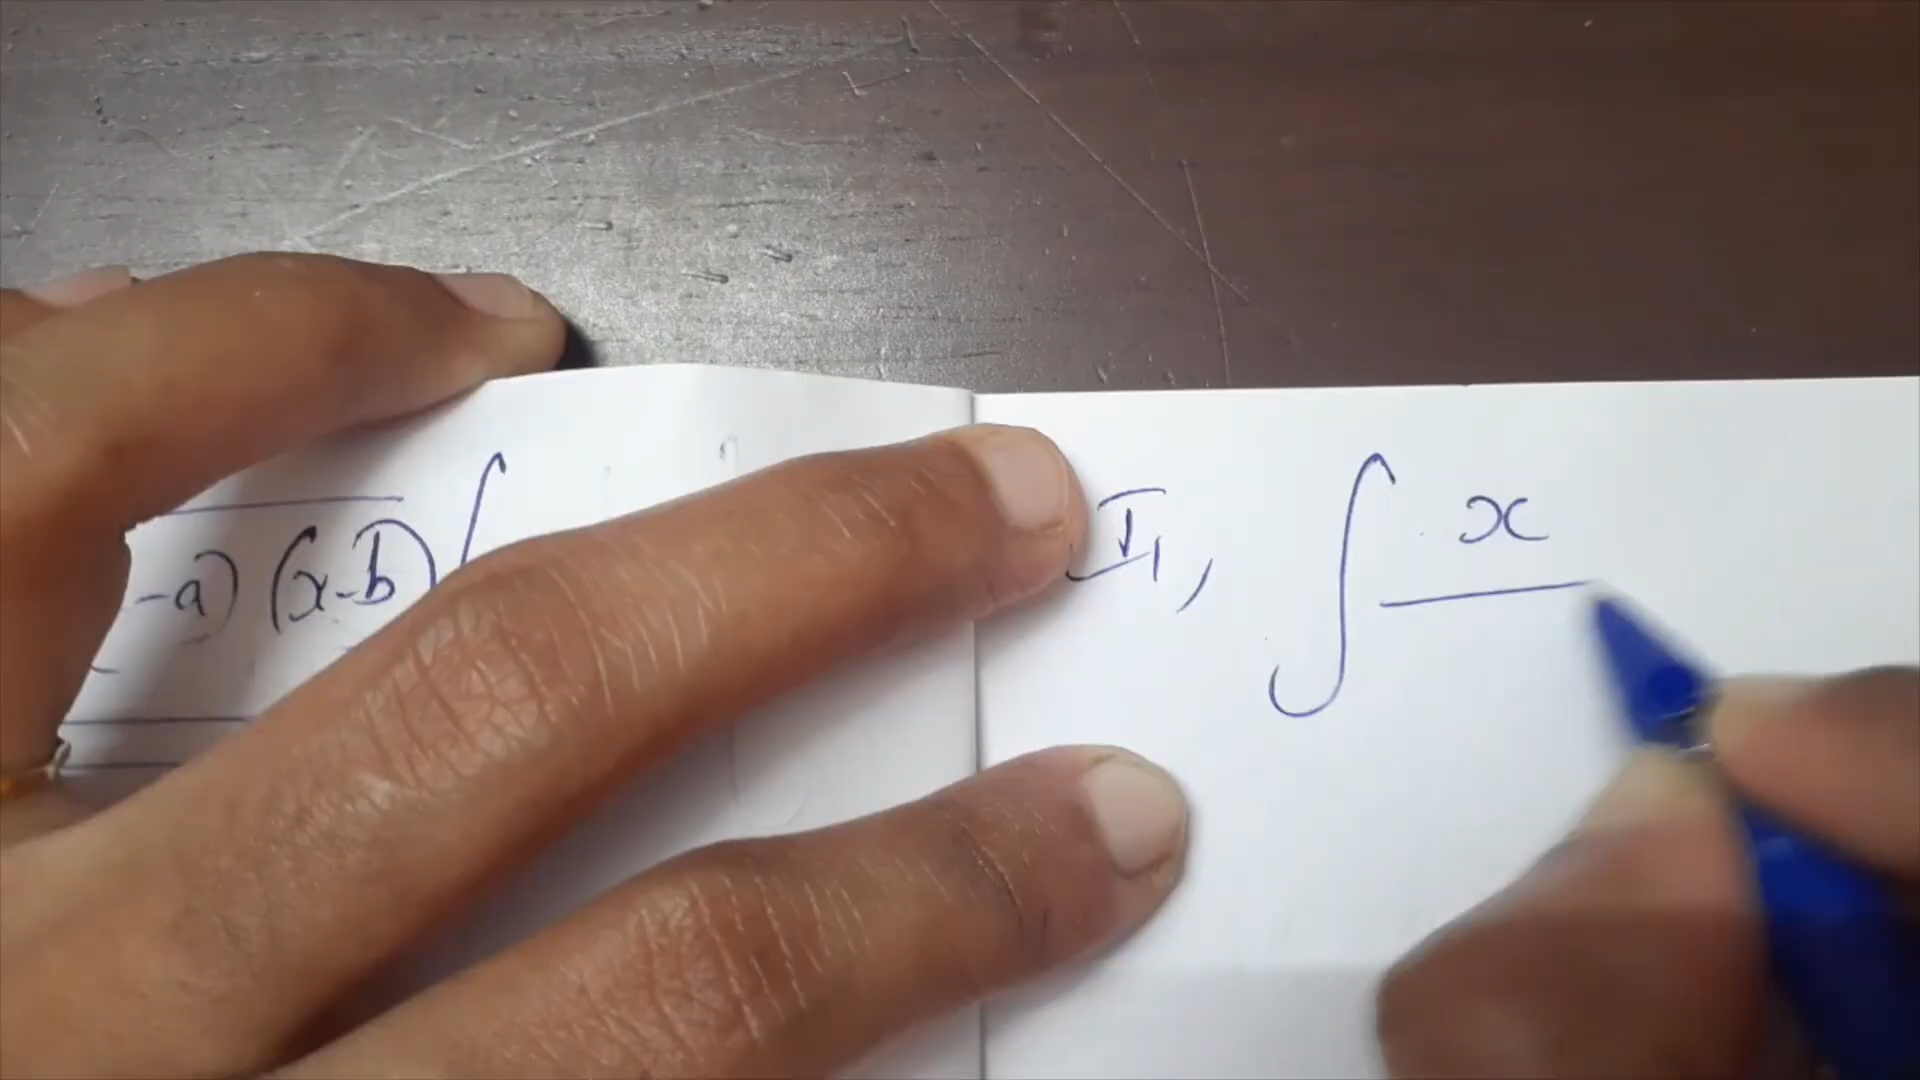 -a) (x-b) ∫
I₁, ∫ x